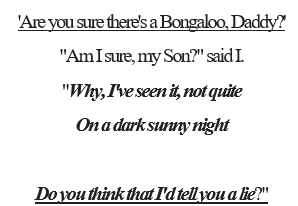 'Are you sure there's a Bongaloo, Daddy?'
"Am I sure, my Son?" said I.
"Why, I've seen it, not quite
On a dark sunny night
Do you think that I'd tell you a lie?"